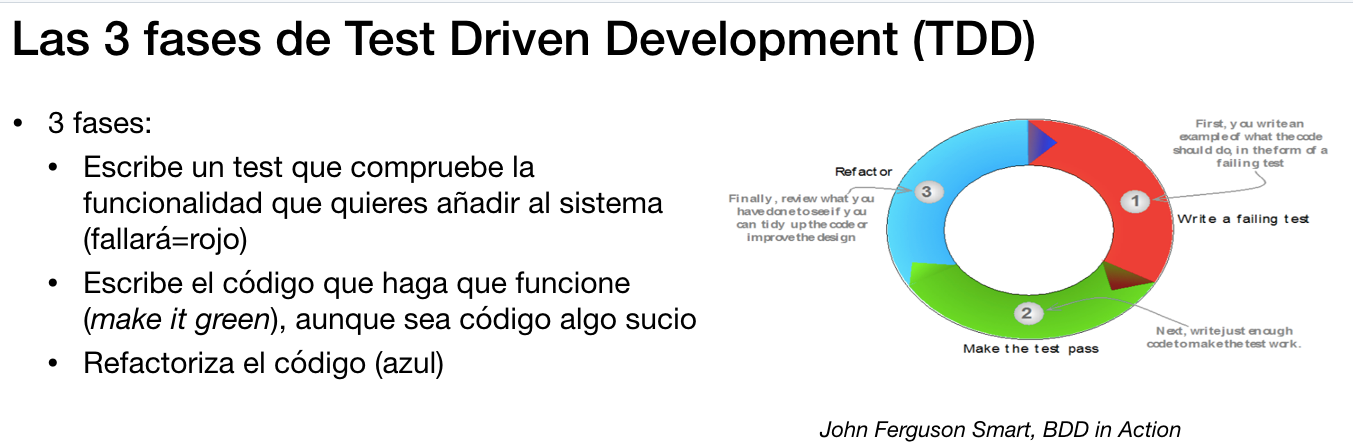 Las 3 fases de Test Driven Development (TDD)
• 3 fases:
• Escribe un test que compruebe la
funcionalidad que quieres añadir al sistema
(fallará=rojo)
• Escribe el código que haga que funcione
(make it green), aunque sea código algo sucio
• Refactoriza el código (azul)
First, you write an
example of what the code
should do, in the form of a
failing test
1
Write a failing test
2
Make the test pass
Next, write just enough
code to make the test work.
Refactor
3
Finally, review what you
have done to see if you
can tidy up the code or
improve the design
John Ferguson Smart, BDD in Action